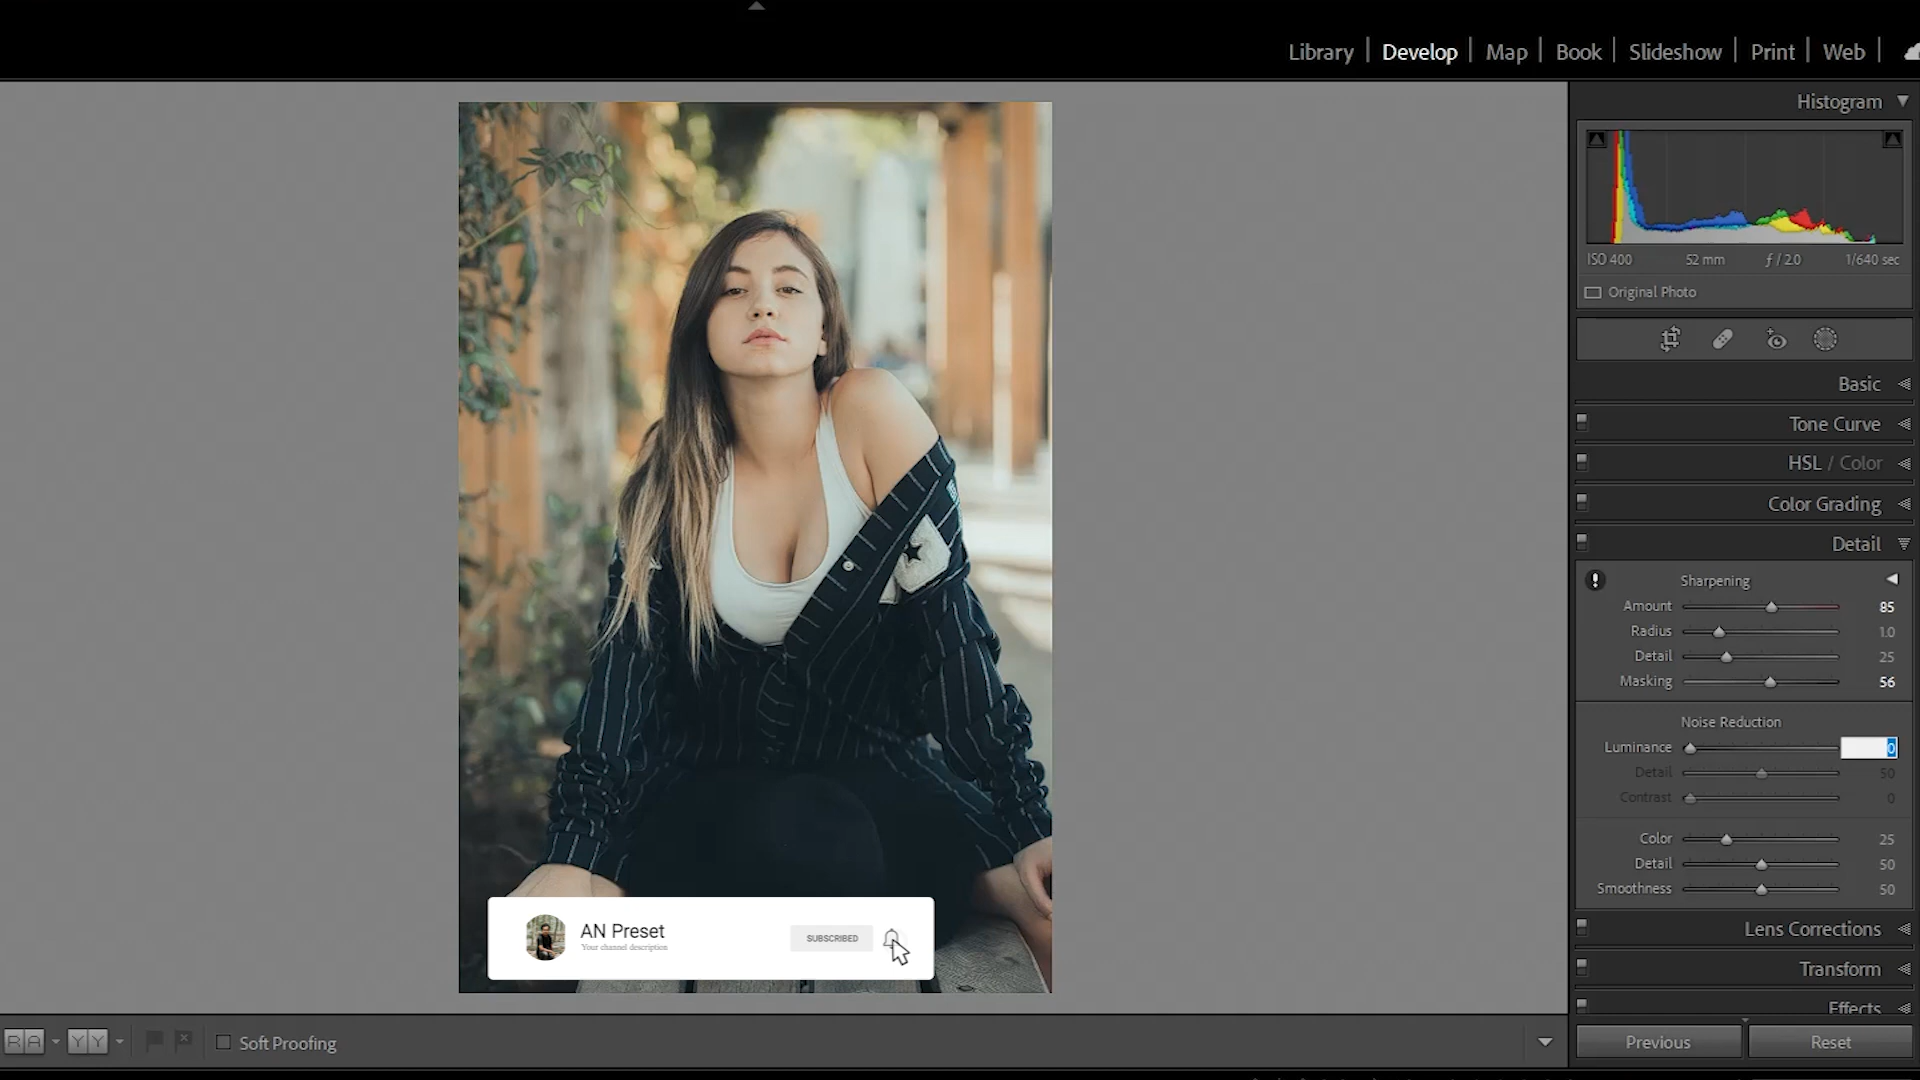 Library | Develop | Map | Book | Slideshow | Print | Web |
Histogram
ISO 400 52 mm ƒ / 2.0 1/640 sec
Original Photo
Basic
Tone Curve
HSL / Color
Color Grading
Detail
Sharpening
Amount 85
Radius 1.0
Detail 25
Masking 56
Noise Reduction
Luminance 0
Detail 50
Contrast 0
Color 25
Detail 50
Smoothness 50
Lens Corrections
Transform
Effects
Previous Reset
AN Preset
Your channel description
SUBSCRIBED
RA YY Soft Proofing